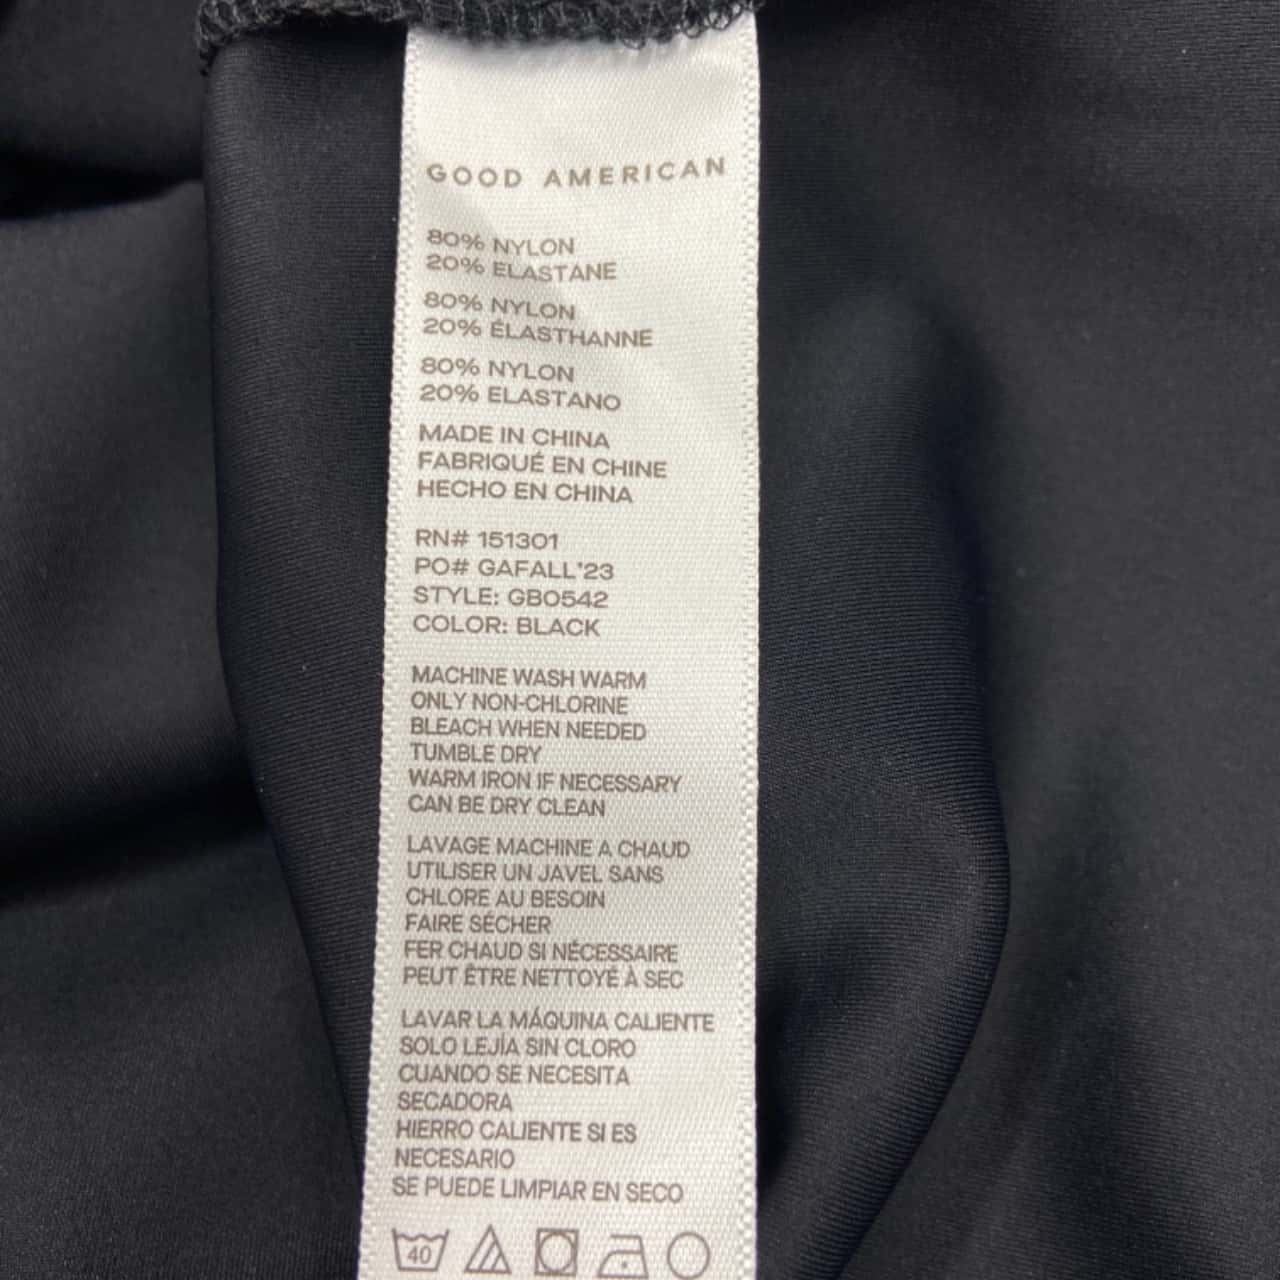 GOOD AMERICAN
80% NYLON
20% ELASTANE
80% NYLON
20% ÉLASTHANNE
80% NYLON
20% ELASTANO
MADE IN CHINA
FABRIQUÉ EN CHINE
HECHO EN CHINA
RN# 151301
PO# GAFALL'23
STYLE: GB0542
COLOR: BLACK
MACHINE WASH WARM
ONLY NON-CHLORINE
BLEACH WHEN NEEDED
TUMBLE DRY
WARM IRON IF NECESSARY
CAN BE DRY CLEAN
LAVAGE MACHINE A CHAUD
UTILISER UN JAVEL SANS
CHLORE AU BESOIN
FAIRE SÉCHER
FER CHAUD SI NÉCESSAIRE
PEUT ÊTRE NETTOYÉ À SEC
LAVAR LA MÁQUINA CALIENTE
SOLO LEJÍA SIN CLORO
CUANDO SE NECESITA
SECADORA
HIERRO CALIENTE SI ES
NECESARIO
SE PUEDE LIMPIAR EN SECO
40